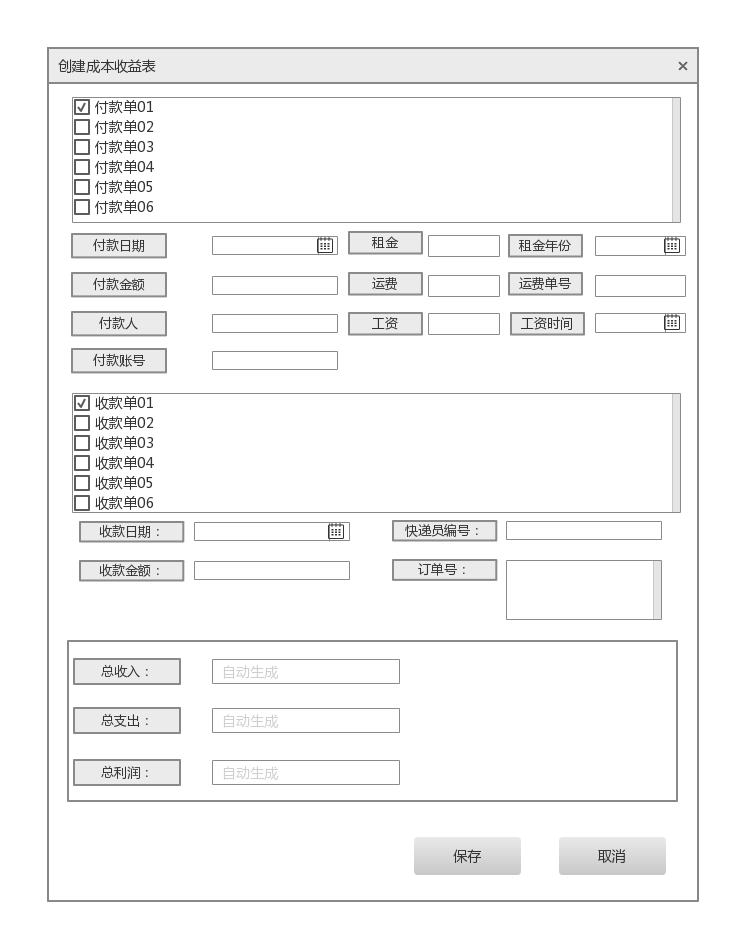 创建成本收益表 ×
付款单01
付款单02
付款单03
付款单04
付款单05
付款单06
付款日期 租金 租金年份
付款金额 运费 运费单号
付款人 工资 工资时间
付款账号
收款单01
收款单02
收款单03
收款单04
收款单05
收款单06
收款日期： 快递员编号：
收款金额： 订单号：
总收入： 自动生成
总支出： 自动生成
总利润： 自动生成
保存 取消